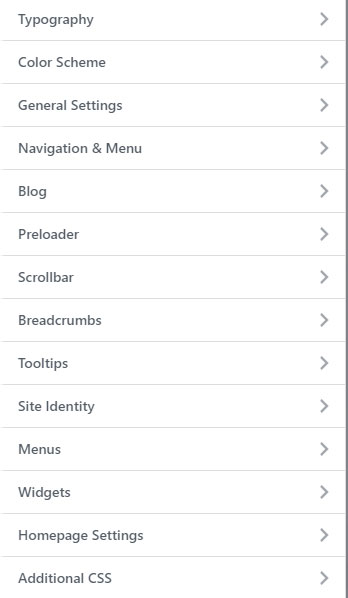 Typography
Color Scheme
General Settings
Navigation & Menu
Blog
Preloader
Scrollbar
Breadcrumbs
Tooltips
Site Identity
Menus
Widgets
Homepage Settings
Additional CSS